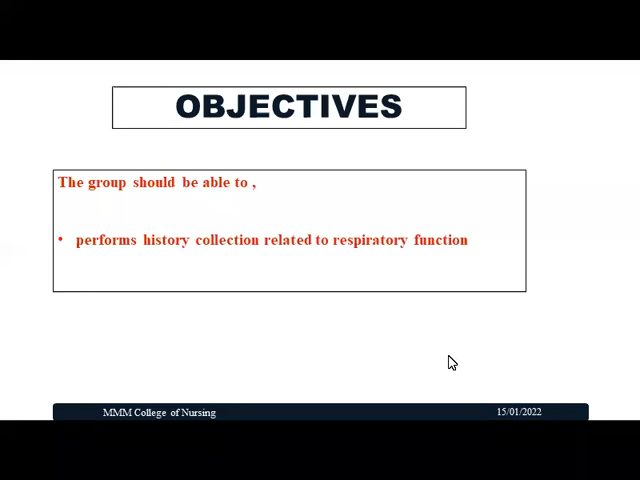 OBJECTIVES
The group should be able to ,
• performs history collection related to respiratory function
MMM College of Nursing
15/01/2022